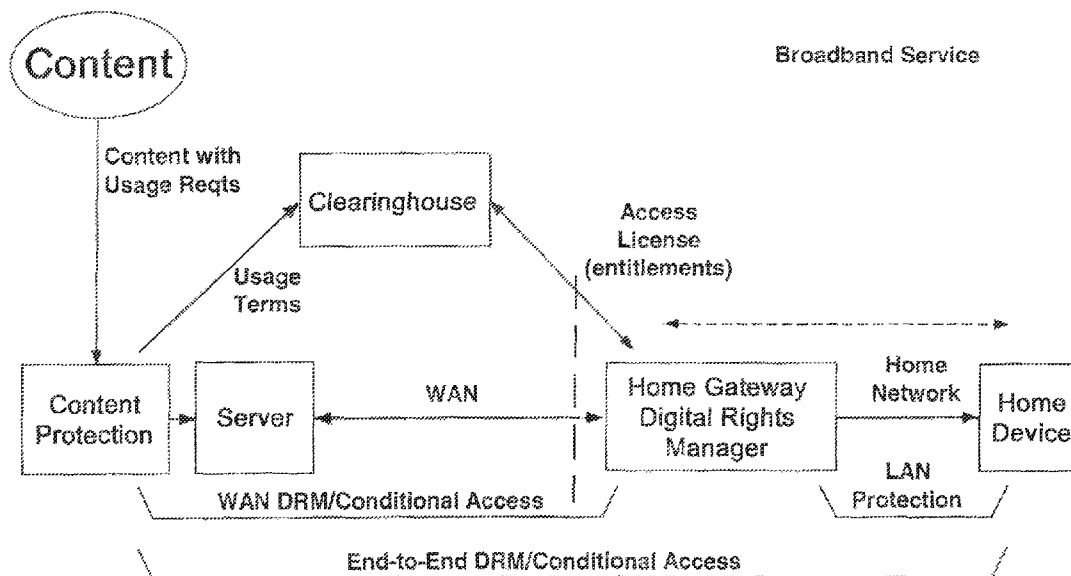 Content
Broadband Service
Content with
Usage Reqts
Clearinghouse
Access
License
(entitlements)
Usage
Terms
Content
Protection
Server
WAN
Home Gateway
Digital Rights
Manager
Home
Network
Home
Device
LAN
Protection
WAN DRM/Conditional Access
End-to-End DRM/Conditional Access